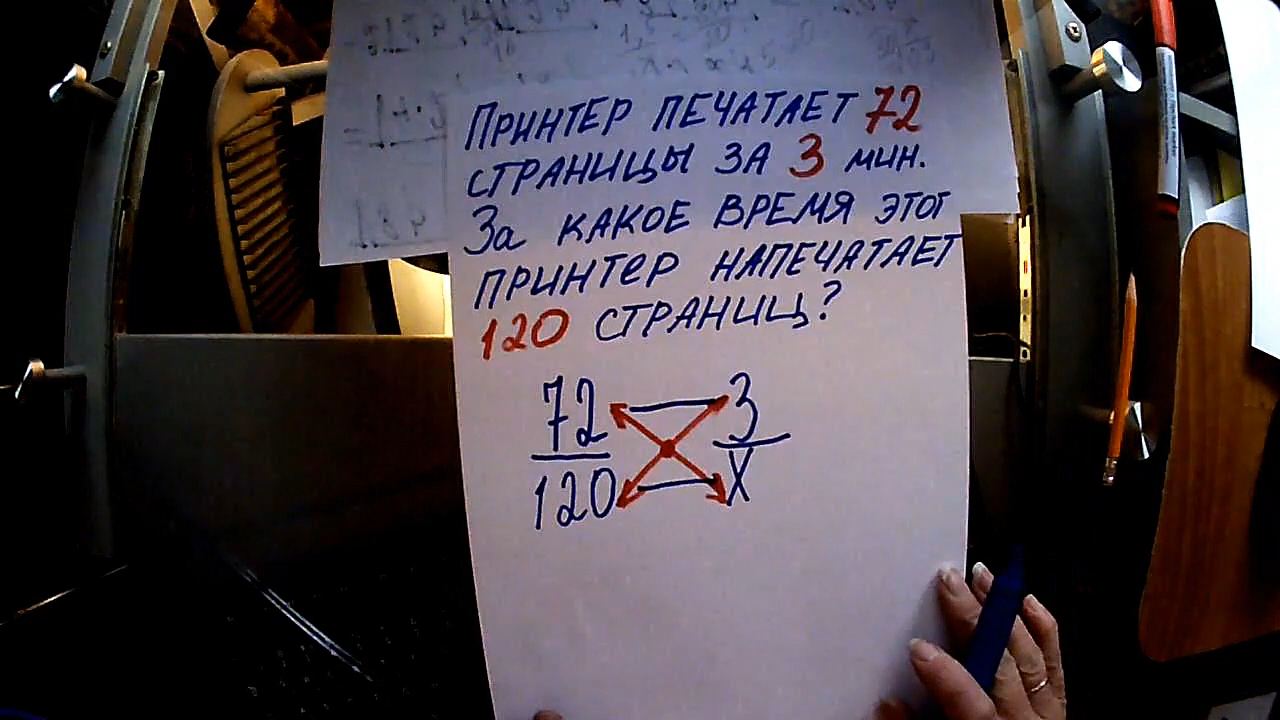 ПРИНТЕР ПЕЧАТАЕТ 72
СТРАНИЦЫ ЗА 3 МИН.
За КАКОЕ ВРЕМЯ ЭТОТ
ПРИНТЕР НАПЕЧАТАЕТ
120 СТРАНИЦ?
72 3
120 X